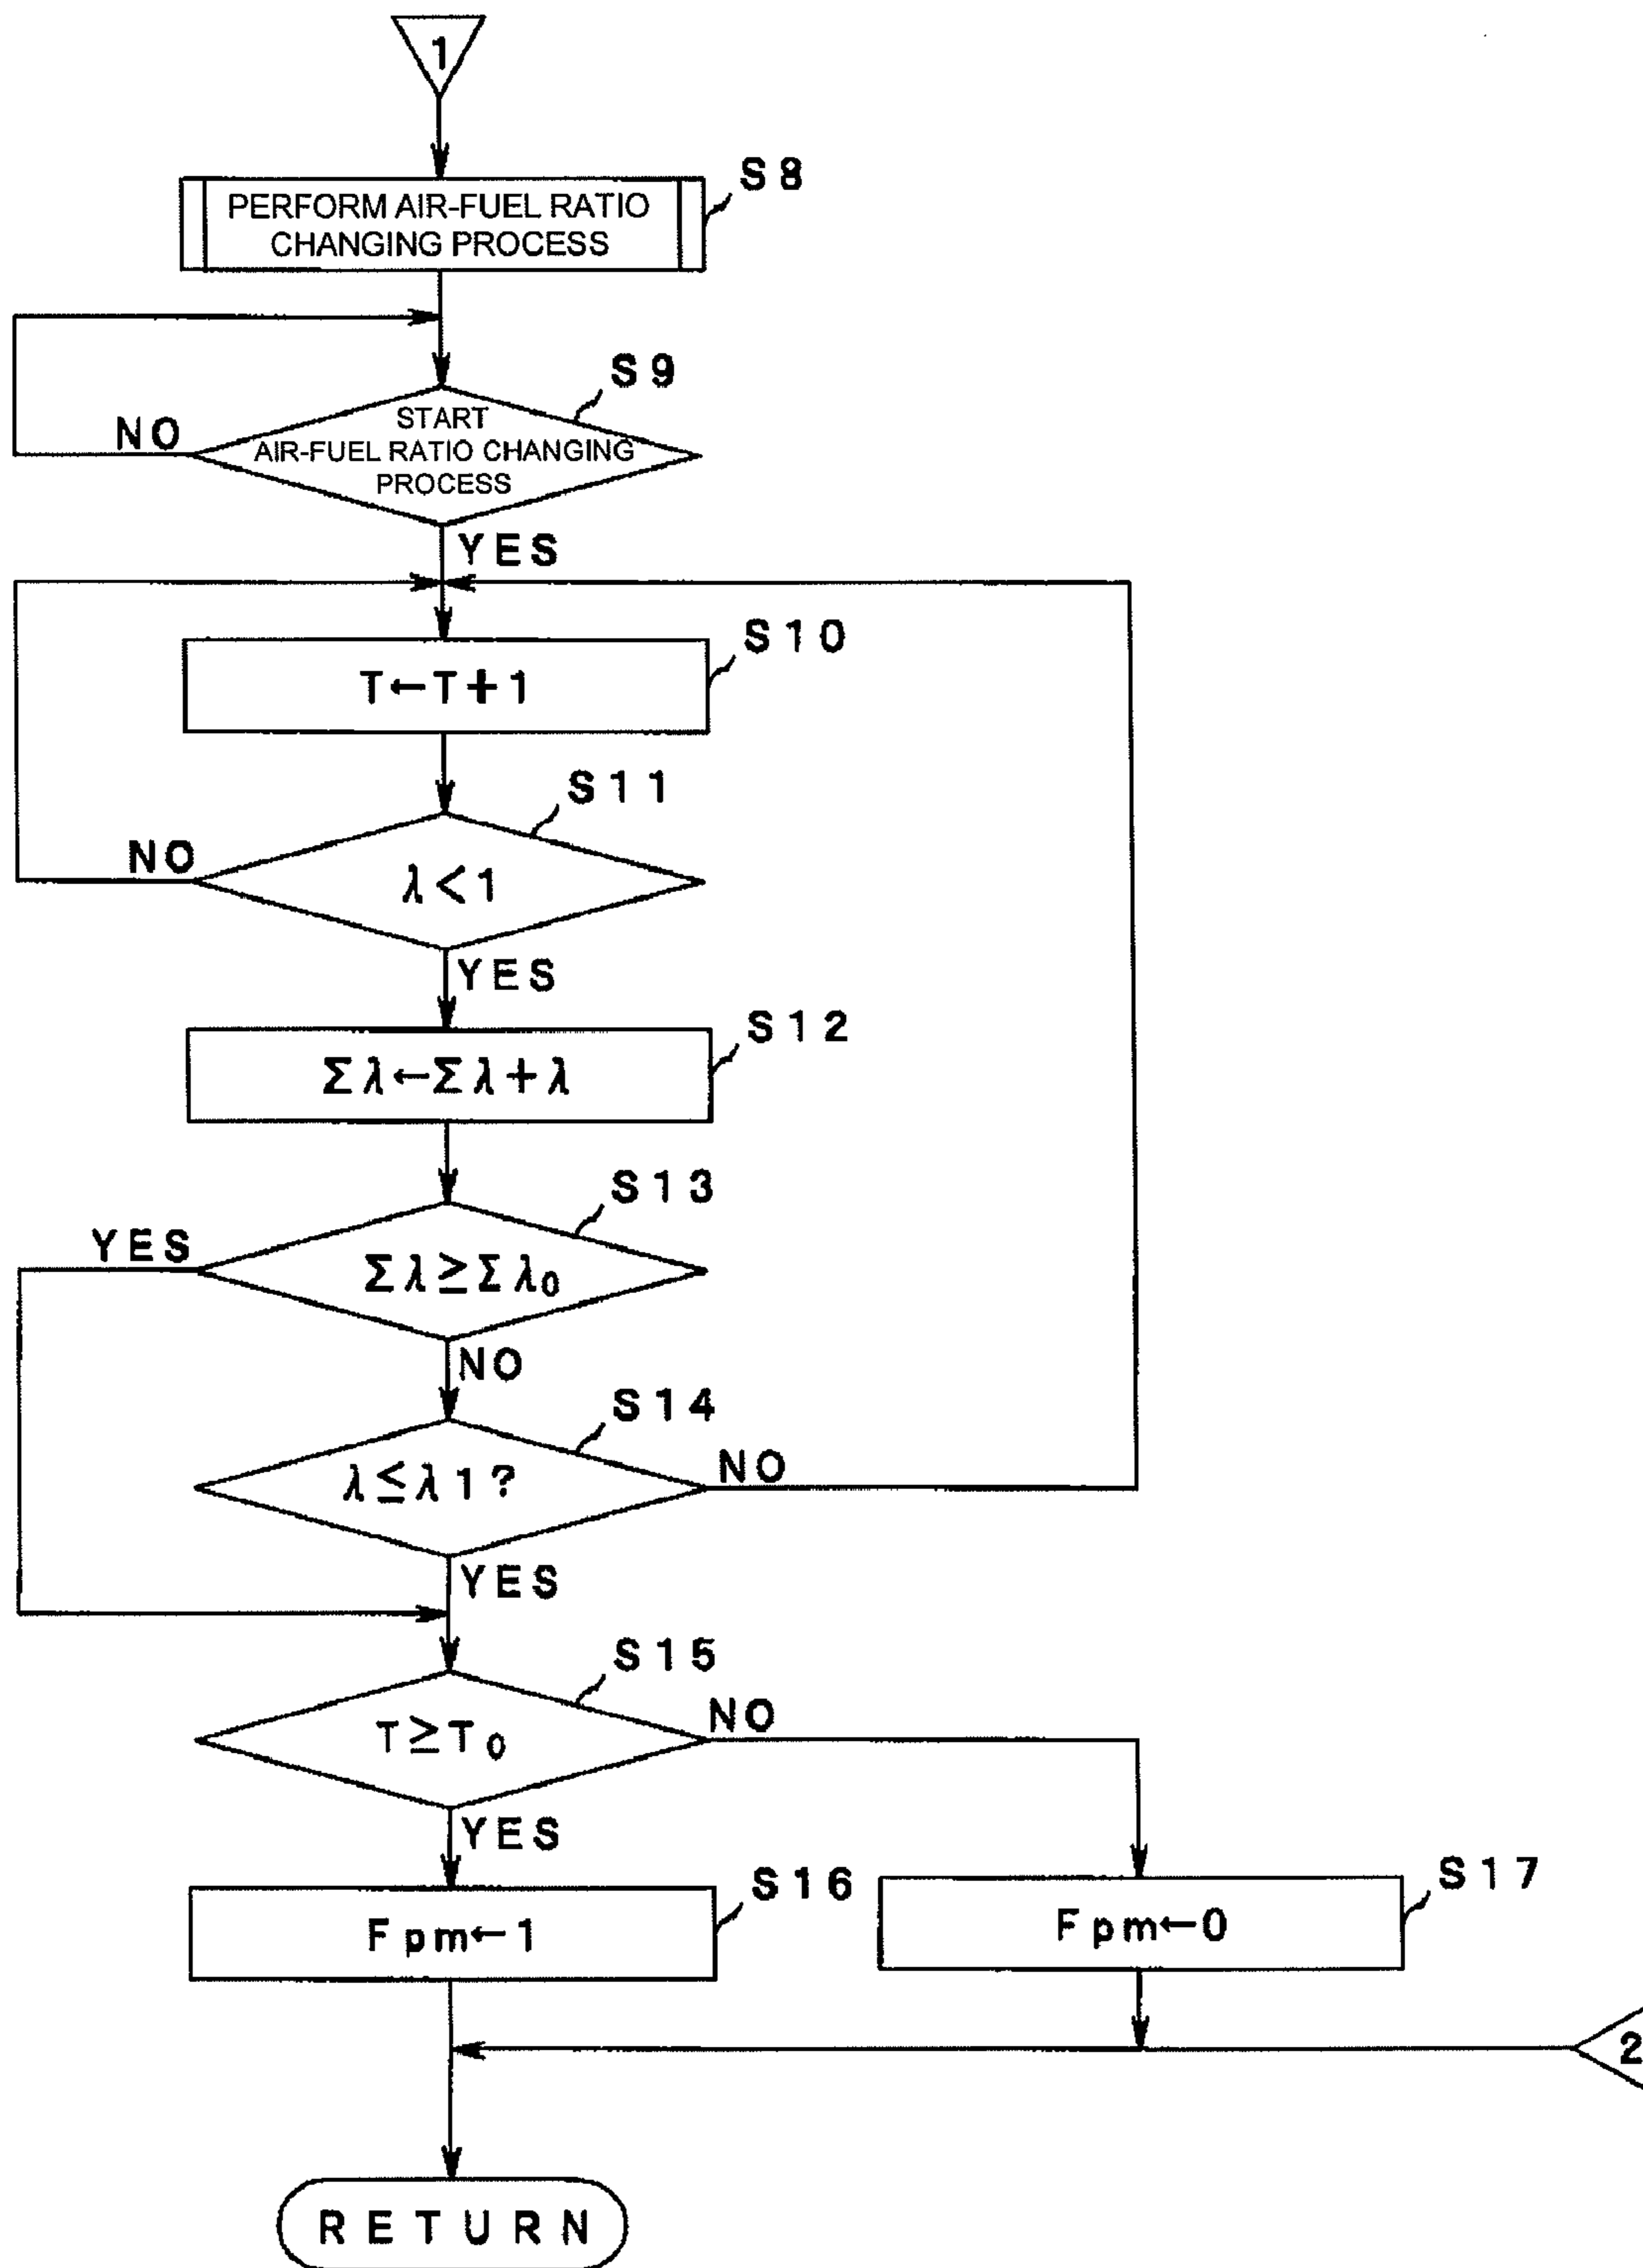 1
S8
PERFORM AIR-FUEL RATIO
CHANGING PROCESS
S9
START
AIR-FUEL RATIO CHANGING
PROCESS
NO
YES
S10
T←T+1
S11
NO
λ<1
YES
S12
Σλ←Σλ+λ
S13
YES
Σλ≥Σλ₀
NO
S14
λ≤λ1?
NO
YES
S15
T≥T₀
NO
YES
S16
Fpm←1
S17
Fpm←0
2
RETURN